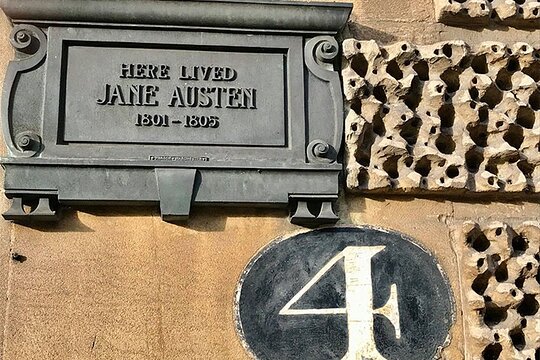 HERE LIVED
JANE AUSTEN
1801-1805
4